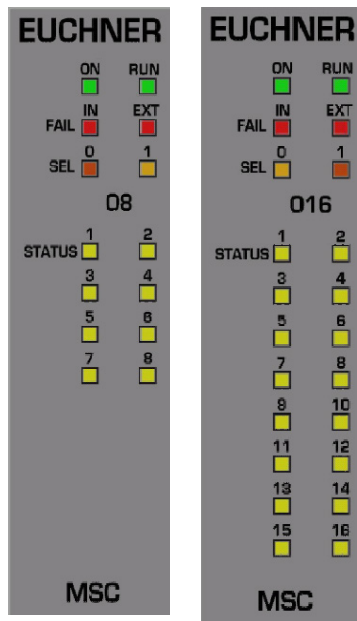 EUCHNER
ON RUN
IN EXT
FAIL
0 1
SEL
O8
1 2
STATUS
3 4
5 6
7 8
MSC
EUCHNER
ON RUN
IN EXT
FAIL
0 1
SEL
O16
1 2
STATUS
3 4
5 6
7 8
9 10
11 12
13 14
15 16
MSC